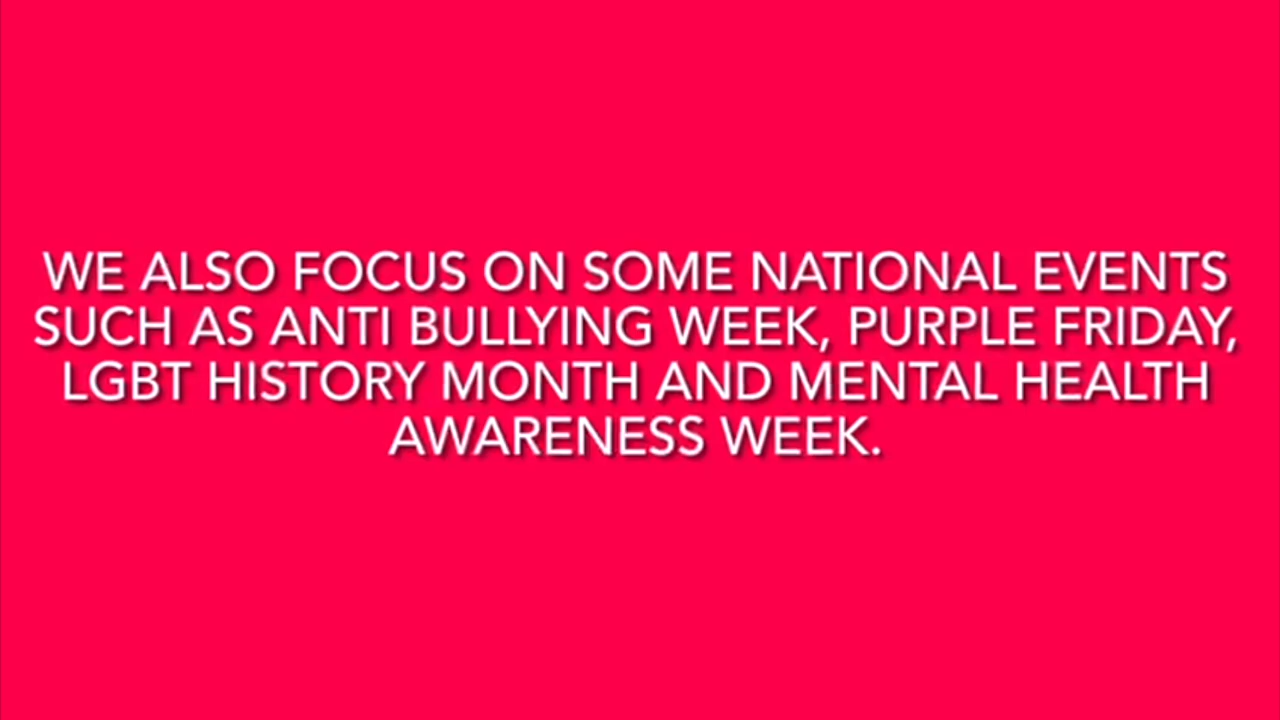 WE ALSO FOCUS ON SOME NATIONAL EVENTS
SUCH AS ANTI BULLYING WEEK, PURPLE FRIDAY,
LGBT HISTORY MONTH AND MENTAL HEALTH
AWARENESS WEEK.